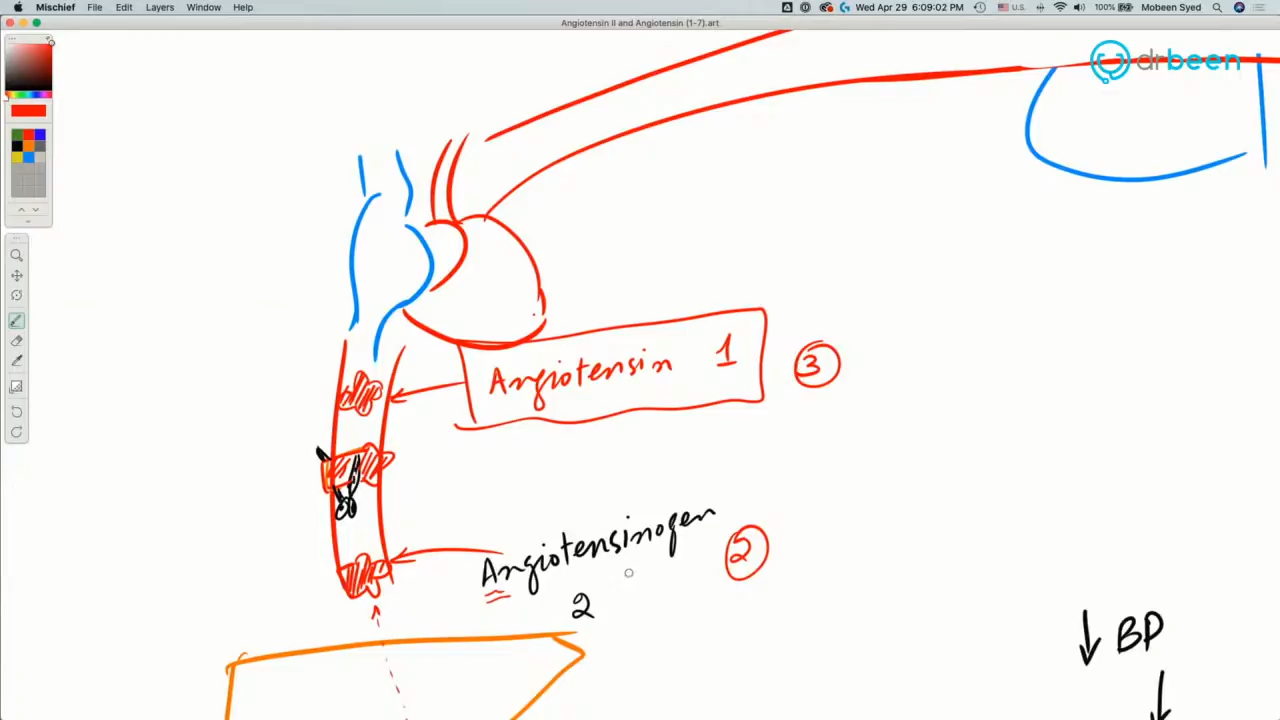 Mischief File Edit Layers Window Help
U.S. 100% Wed Apr 29 6:09:02 PM Mobeen Syed
Angiotensin II and Angiotensin (1-7).art
drbeen
Angiotensin 1
3
Angiotensinogen
2
2
↓ BP
↓